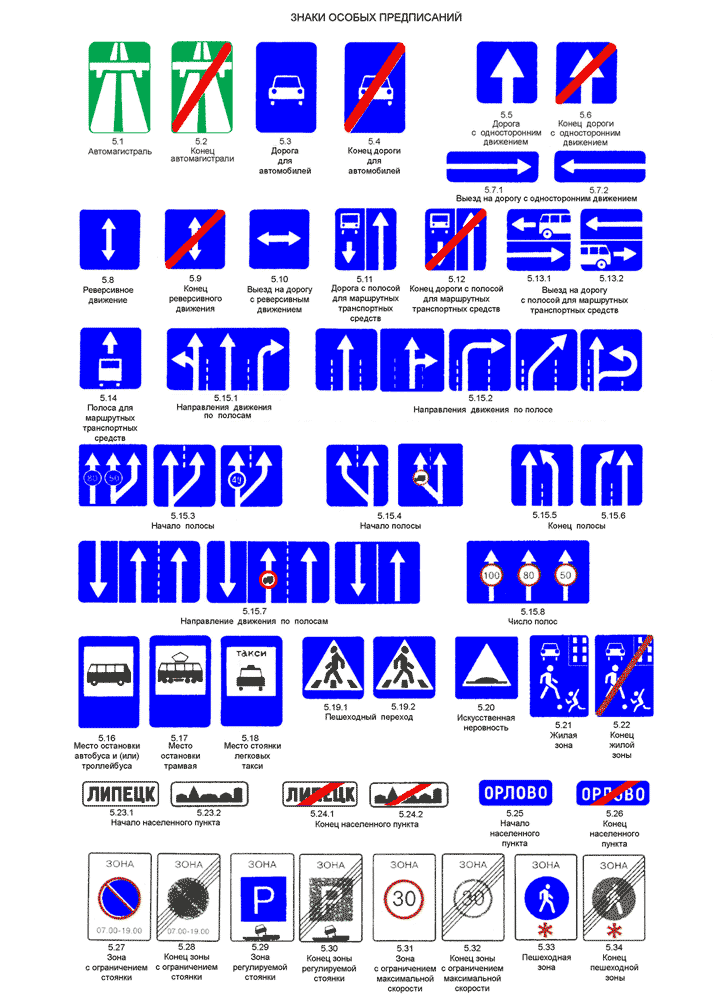 ЗНАКИ ОСОБЫХ ПРЕДПИСАНИЙ
5.1
Автомагистраль
5.2
Конец
автомагистрали
5.3
Дорога
для
автомобилей
5.4
Конец дороги
для
автомобилей
5.5
Дорога
с односторонним
движением
5.6
Конец дороги
с односторонним
движением
5.7.1
5.7.2
Выезд на дорогу с односторонним движением
5.8
Реверсивное
движение
5.9
Конец
реверсивного
движения
5.10
Выезд на дорогу
с реверсивным
движением
5.11
Дорога с полосой
для маршрутных
транспортных
средств
5.12
Конец дороги с полосой
для маршрутных
транспортных средств
5.13.1
5.13.2
Выезд на дорогу
с полосой для маршрутных
транспортных средств
5.14
Полоса для
маршрутных
транспортных
средств
5.15.1
Направления движения
по полосам
5.15.2
Направления движения по полосе
80
50
40
5.15.3
Начало полосы
5.15.4
Начало полосы
5.15.5
5.15.6
Конец полосы
5.15.7
Направление движения по полосам
100
80
50
5.15.8
Число полос
5.16
Место остановки
автобуса и (или)
троллейбуса
5.17
Место
остановки
трамвая
такси
5.18
Место стоянки
легковых
такси
5.19.1
5.19.2
Пешеходный переход
5.20
Искусственная
неровность
5.21
Жилая
зона
5.22
Конец
жилой
зоны
ЛИПЕЦК
5.23.1
5.23.2
Начало населенного пункта
ЛИПЕЦК
5.24.1
5.24.2
Конец населенного пункта
ОРЛОВО
5.25
Начало
населенного
пункта
ОРЛОВО
5.26
Конец
населенного
пункта
ЗОНА
07.00-19.00
5.27
Зона
с ограничением
стоянки
ЗОНА
07.00-19.00
5.28
Конец зоны
с ограничением
стоянки
ЗОНА
P
5.29
Зона
регулируемой
стоянки
ЗОНА
P
5.30
Конец зоны
регулируемой
стоянки
ЗОНА
30
5.31
Зона
с ограничением
максимальной
скорости
ЗОНА
30
5.32
Конец зоны
с ограничением
максимальной
скорости
ЗОНА
5.33
Пешеходная
зона
ЗОНА
5.34
Конец
пешеходной
зоны